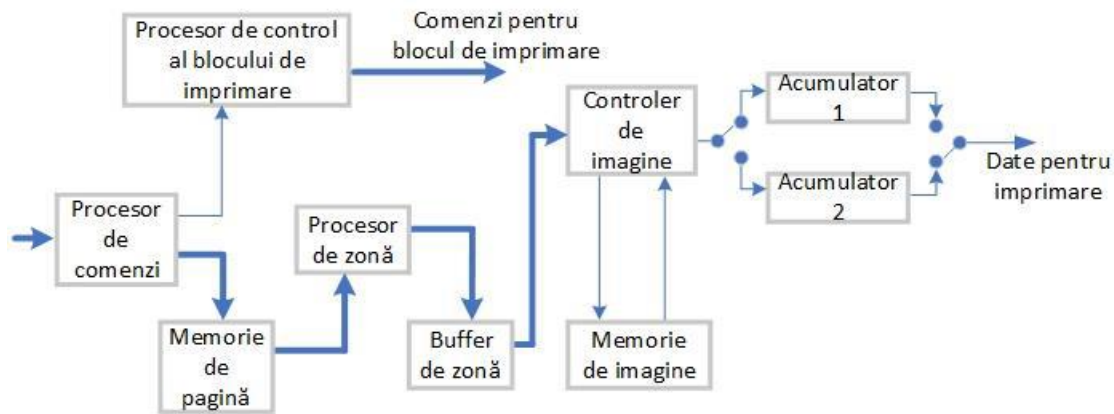 Procesor de control
al blocului de
imprimare
Comenzi pentru
blocul de imprimare
Procesor
de
comenzi
Memorie
de
pagină
Procesor
de zonă
Buffer
de zonă
Controler
de
imagine
Memorie
de imagine
Acumulator
1
Acumulator
2
Date pentru
imprimare